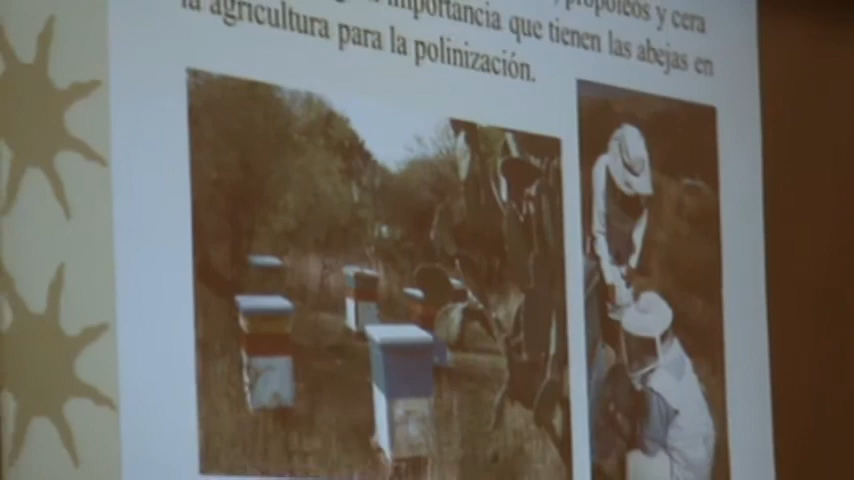 importancia que tienen las abejas en
la agricultura para la polinización.
propóleos y cera